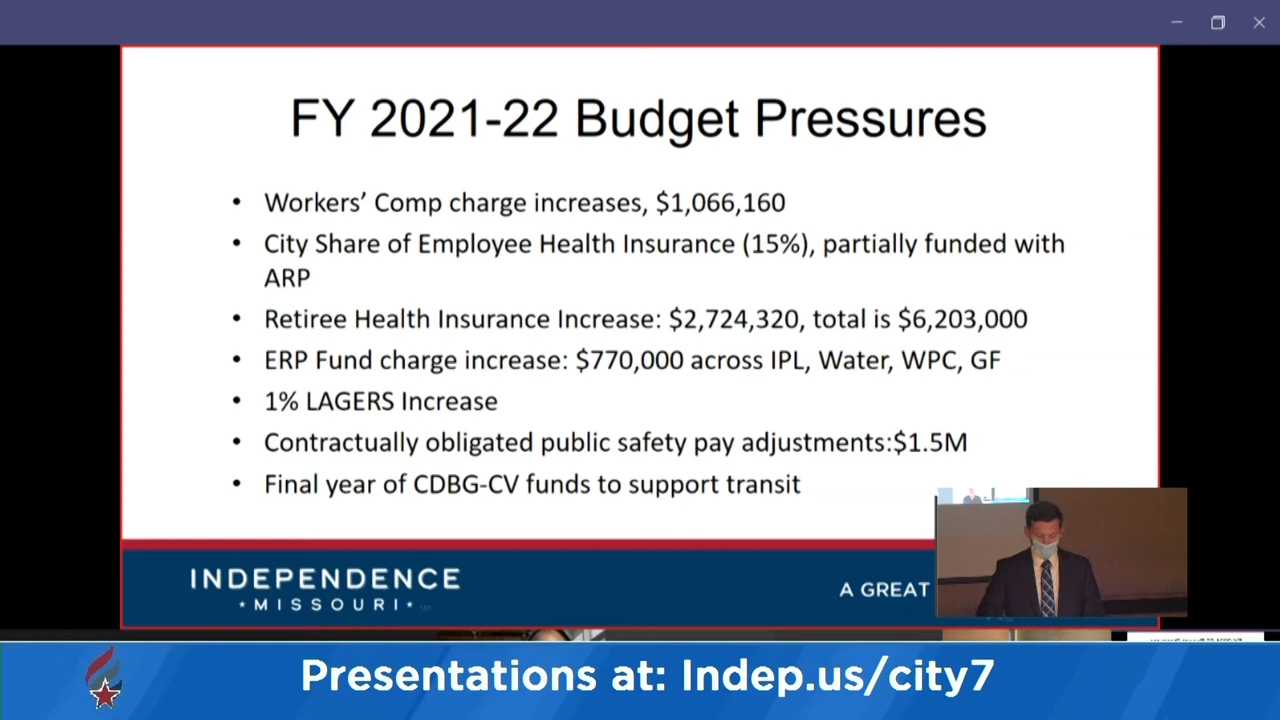 FY 2021-22 Budget Pressures
• Workers’ Comp charge increases, $1,066,160
• City Share of Employee Health Insurance (15%), partially funded with
ARP
• Retiree Health Insurance Increase: $2,724,320, total is $6,203,000
• ERP Fund charge increase: $770,000 across IPL, Water, WPC, GF
• 1% LAGERS Increase
• Contractually obligated public safety pay adjustments:$1.5M
• Final year of CDBG-CV funds to support transit
INDEPENDENCE
MISSOURI
A GREAT
Presentations at: Indep.us/city7